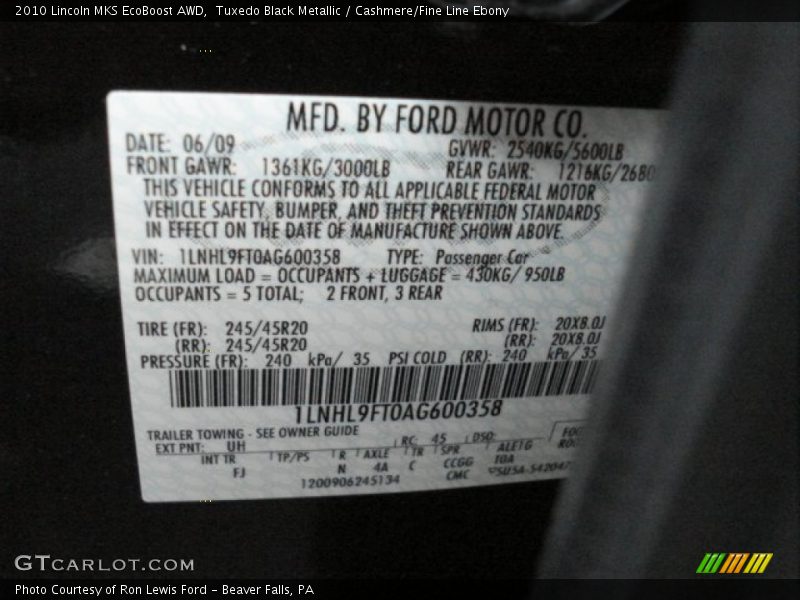 2010 Lincoln MKS EcoBoost AWD,  Tuxedo Black Metallic / Cashmere/Fine Line Ebony
MFD. BY FORD MOTOR CO.
DATE: 06/09 GVWR: 2540KG/5600LB
FRONT GAWR: 1361KG/3000LB REAR GAWR: 1216KG/2680
THIS VEHICLE CONFORMS TO ALL APPLICABLE FEDERAL MOTOR
VEHICLE SAFETY, BUMPER, AND THEFT PREVENTION STANDARDS
IN EFFECT ON THE DATE OF MANUFACTURE SHOWN ABOVE.
VIN: 1LNHL9FT0AG600358 TYPE: Passenger Car
MAXIMUM LOAD = OCCUPANTS + LUGGAGE = 430KG/ 950LB
OCCUPANTS = 5 TOTAL; 2 FRONT, 3 REAR
TIRE (FR): 245/45R20 RIMS (FR): 20X8.0J
(RR): 245/45R20 (RR): 20X8.0J
PRESSURE (FR): 240 kPa/ 35 PSI COLD (RR): 240 kPa/ 35
1LNHL9FT0AG600358
TRAILER TOWING - SEE OWNER GUIDE RC: 45 DSO:
EXT PNT: UH
INT TR TP/PS R AXLE TR SPR ALE1G
FJ N 4A C CCGG TOA
1200906245134 CMC
GTCARLOT.COM
Photo Courtesy of Ron Lewis Ford - Beaver Falls, PA